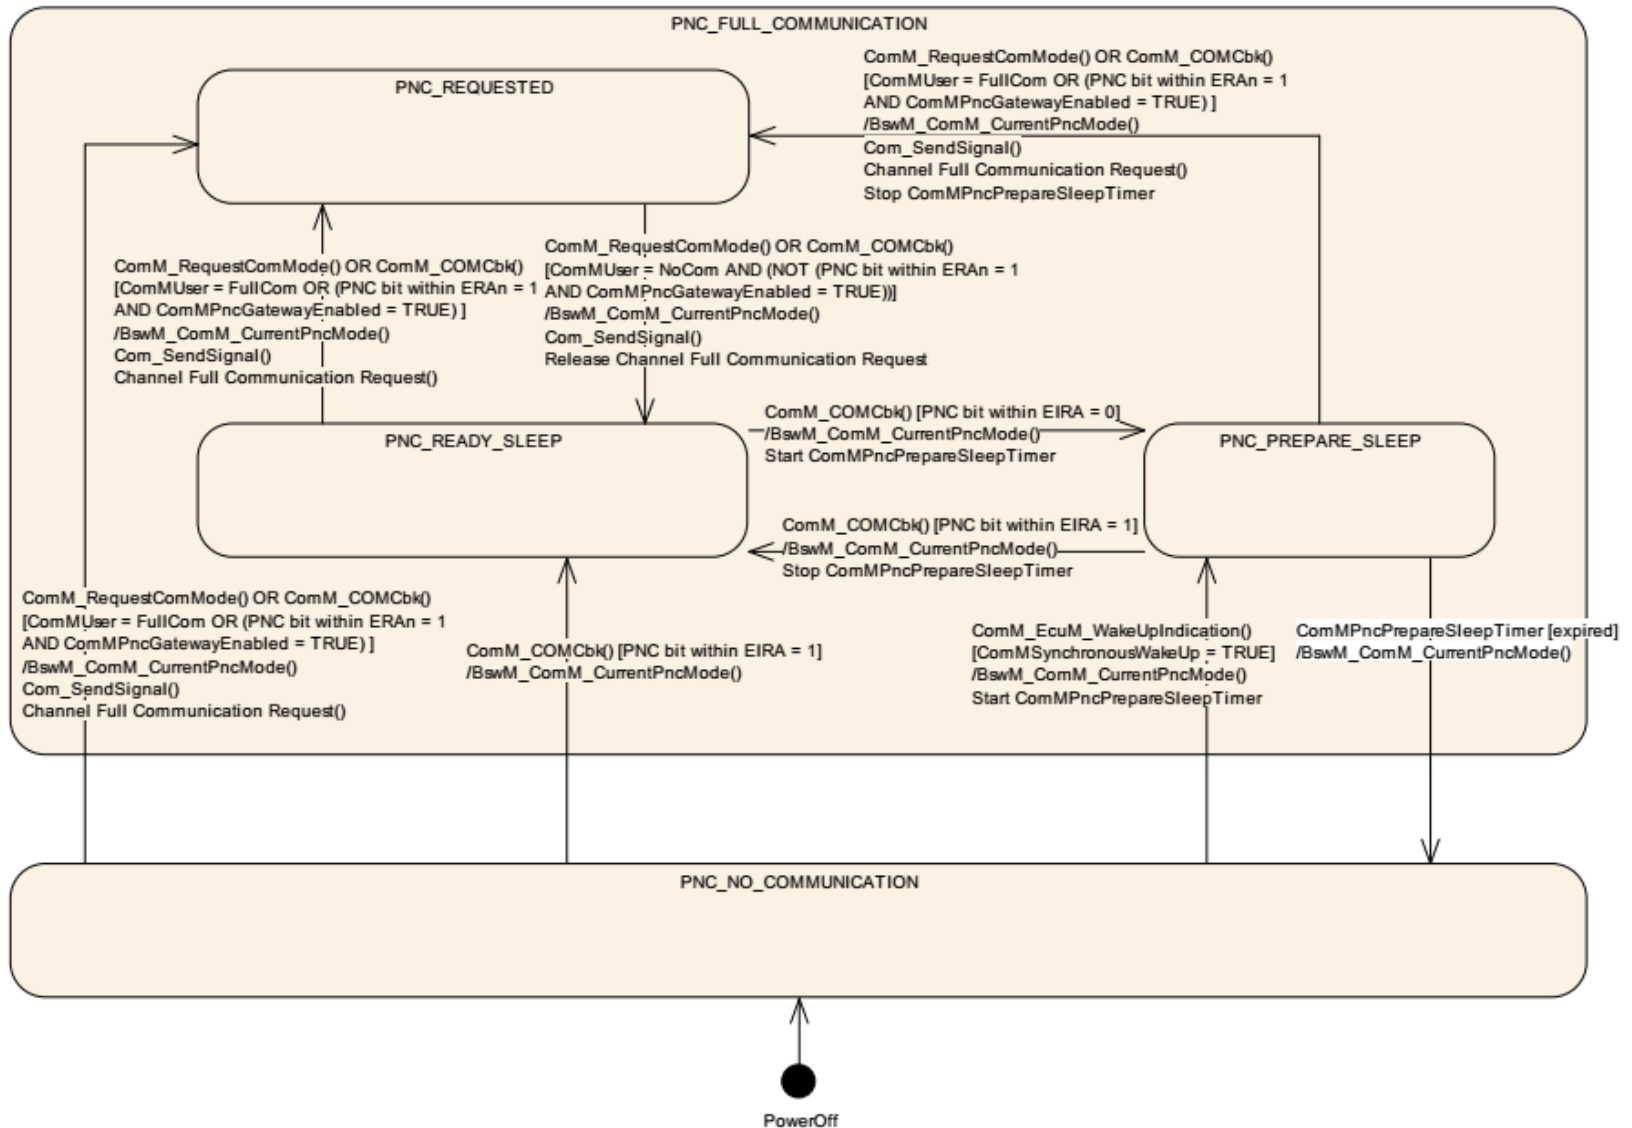 PNC_FULL_COMMUNICATION
ComM_RequestComMode() OR ComM_COMCbk()
[ComMUser = FullCom OR (PNC bit within ERAn = 1
AND ComMPncGatewayEnabled = TRUE) ]
/BswM_ComM_CurrentPncMode()
Com_SendSignal()
Channel Full Communication Request()
Stop ComMPncPrepareSleepTimer
PNC_REQUESTED
ComM_RequestComMode() OR ComM_COMCbk()
[ComMUser = FullCom OR (PNC bit within ERAn = 1
AND ComMPncGatewayEnabled = TRUE) ]
/BswM_ComM_CurrentPncMode()
Com_SendSignal()
Channel Full Communication Request()
ComM_RequestComMode() OR ComM_COMCbk()
[ComMUser = NoCom AND (NOT (PNC bit within ERAn = 1
AND ComMPncGatewayEnabled = TRUE))]
/BswM_ComM_CurrentPncMode()
Com_SendSignal()
Release Channel Full Communication Request
PNC_READY_SLEEP
ComM_COMCbk() [PNC bit within EIRA = 0]
/BswM_ComM_CurrentPncMode()
Start ComMPncPrepareSleepTimer
PNC_PREPARE_SLEEP
ComM_COMCbk() [PNC bit within EIRA = 1]
/BswM_ComM_CurrentPncMode()
Stop ComMPncPrepareSleepTimer
ComM_RequestComMode() OR ComM_COMCbk()
[ComMUser = FullCom OR (PNC bit within ERAn = 1
AND ComMPncGatewayEnabled = TRUE) ]
/BswM_ComM_CurrentPncMode()
Com_SendSignal()
Channel Full Communication Request()
ComM_COMCbk() [PNC bit within EIRA = 1]
/BswM_ComM_CurrentPncMode()
ComM_EcuM_WakeUpIndication()
[ComMSynchronousWakeUp = TRUE]
/BswM_ComM_CurrentPncMode()
Start ComMPncPrepareSleepTimer
ComMPncPrepareSleepTimer [expired]
/BswM_ComM_CurrentPncMode()
PNC_NO_COMMUNICATION
PowerOff